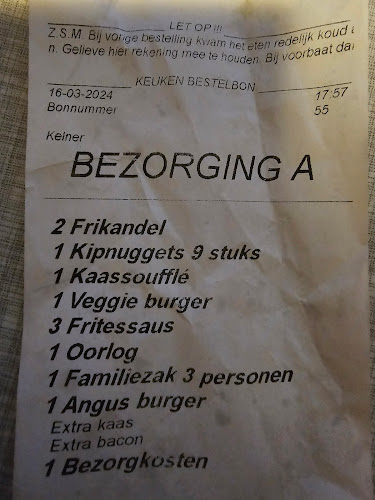 LET OP !!!
Z.S.M. Bij vorige bestelling kwam het eten redelijk koud
n. Gelieve hier rekening mee te houden. Bij voorbaat da
KEUKEN BESTELBON
16-03-2024 17:57
Bonnummer 55
Kelner
BEZORGING A
2 Frikandel
1 Kipnuggets 9 stuks
1 Kaassoufflé
1 Veggie burger
3 Fritessaus
1 Oorlog
1 Familiezak 3 personen
1 Angus burger
Extra kaas
Extra bacon
1 Bezorgkosten